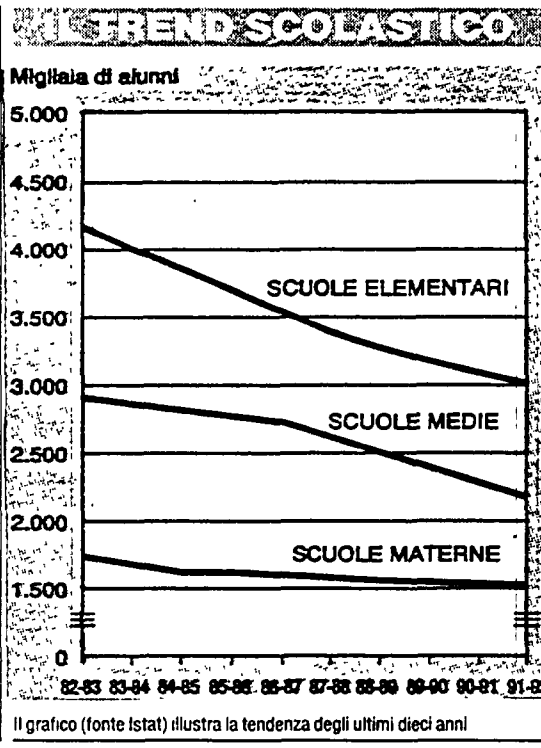 IL TREND SCOLASTICO
Migliaia di alunni
5.000
4.500
4.000
SCUOLE ELEMENTARI
3.500
3.000
SCUOLE MEDIE
2.500
2.000
SCUOLE MATERNE
1.500
0
82-83 83-84 84-85 85-86 86-87 87-88 88-89 89-90 90-91 91-92
Il grafico (fonte Istat) illustra la tendenza degli ultimi dieci anni